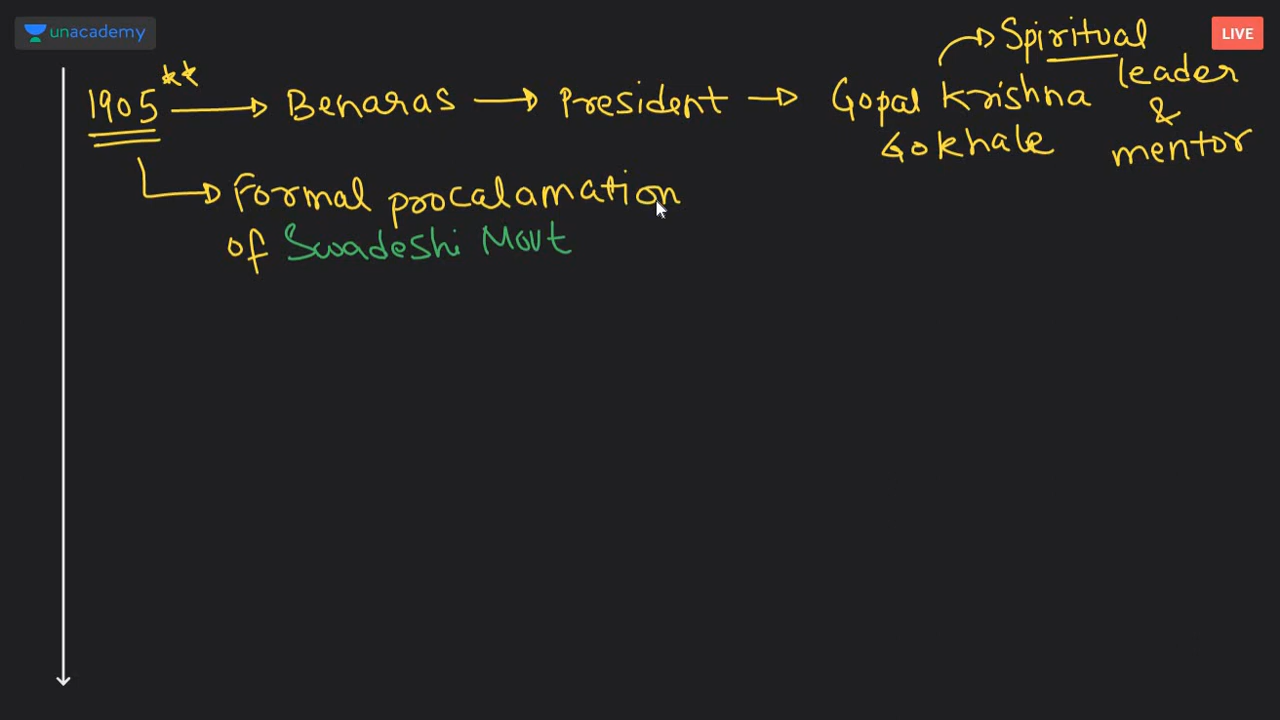 unacademy
LIVE
Spiritual
leader
&
mentor
1905** → Benaras → President → Gopal Krishna
Gokhale
Formal procalamation
of Swadeshi Movt